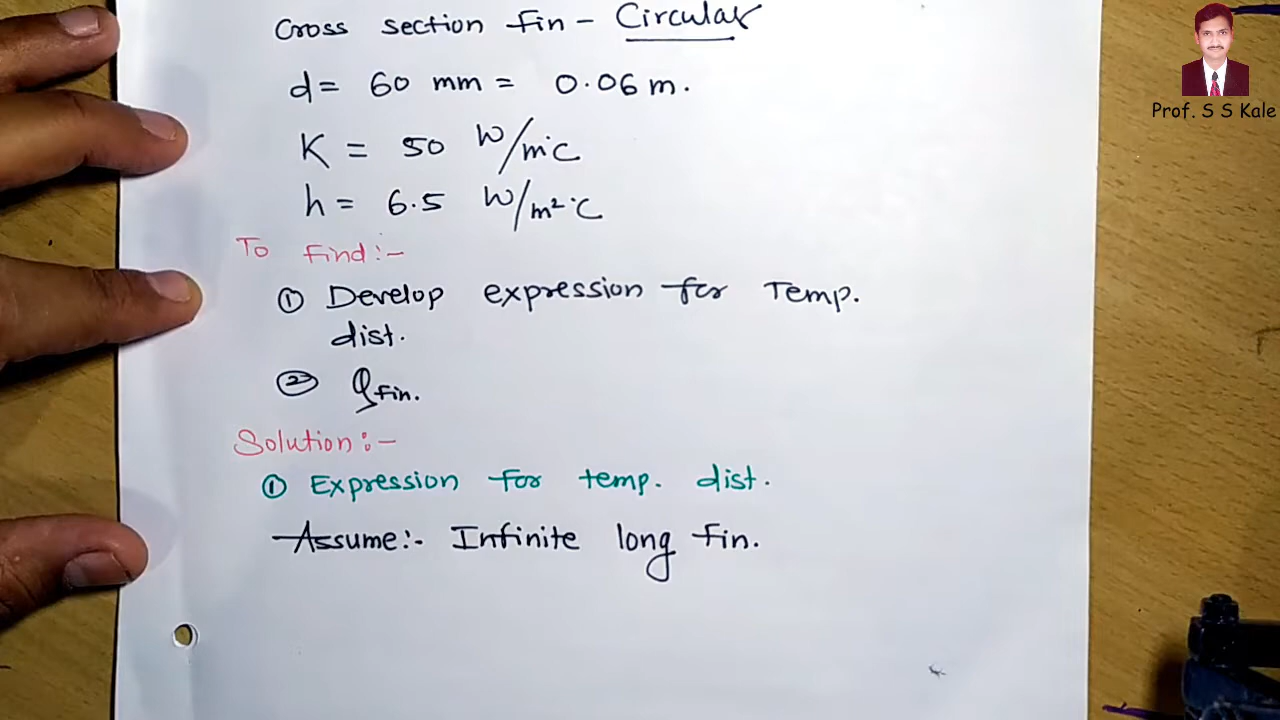 Cross section fin - Circular
d = 60 mm = 0.06 m.
K = 50 W/m°C
h = 6.5 W/m²°C
To find:-
① Develop expression for Temp.
dist.
② Qfin.
Solution:-
① Expression for temp. dist.
Assume:- Infinite long fin.
Prof. S S Kale